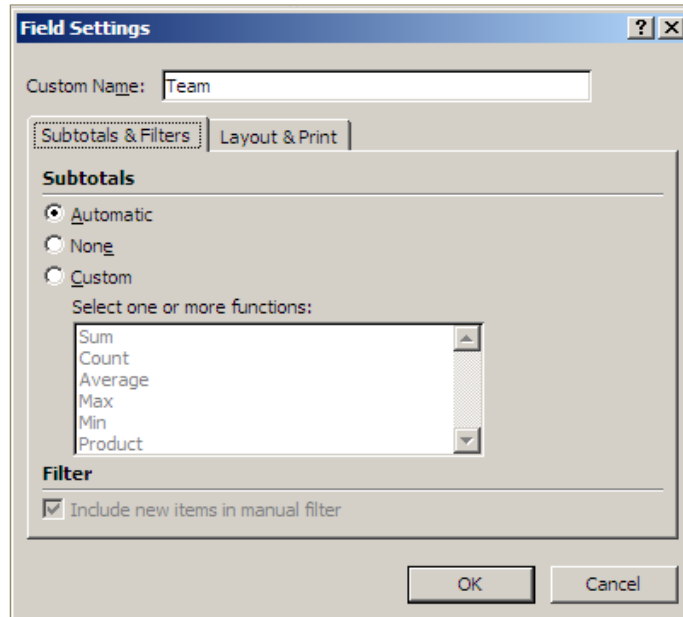 Field Settings
Custom Name: Team
Subtotals & Filters Layout & Print
Subtotals
Automatic
None
Custom
Select one or more functions:
Sum
Count
Average
Max
Min
Product
Filter
Include new items in manual filter
OK Cancel